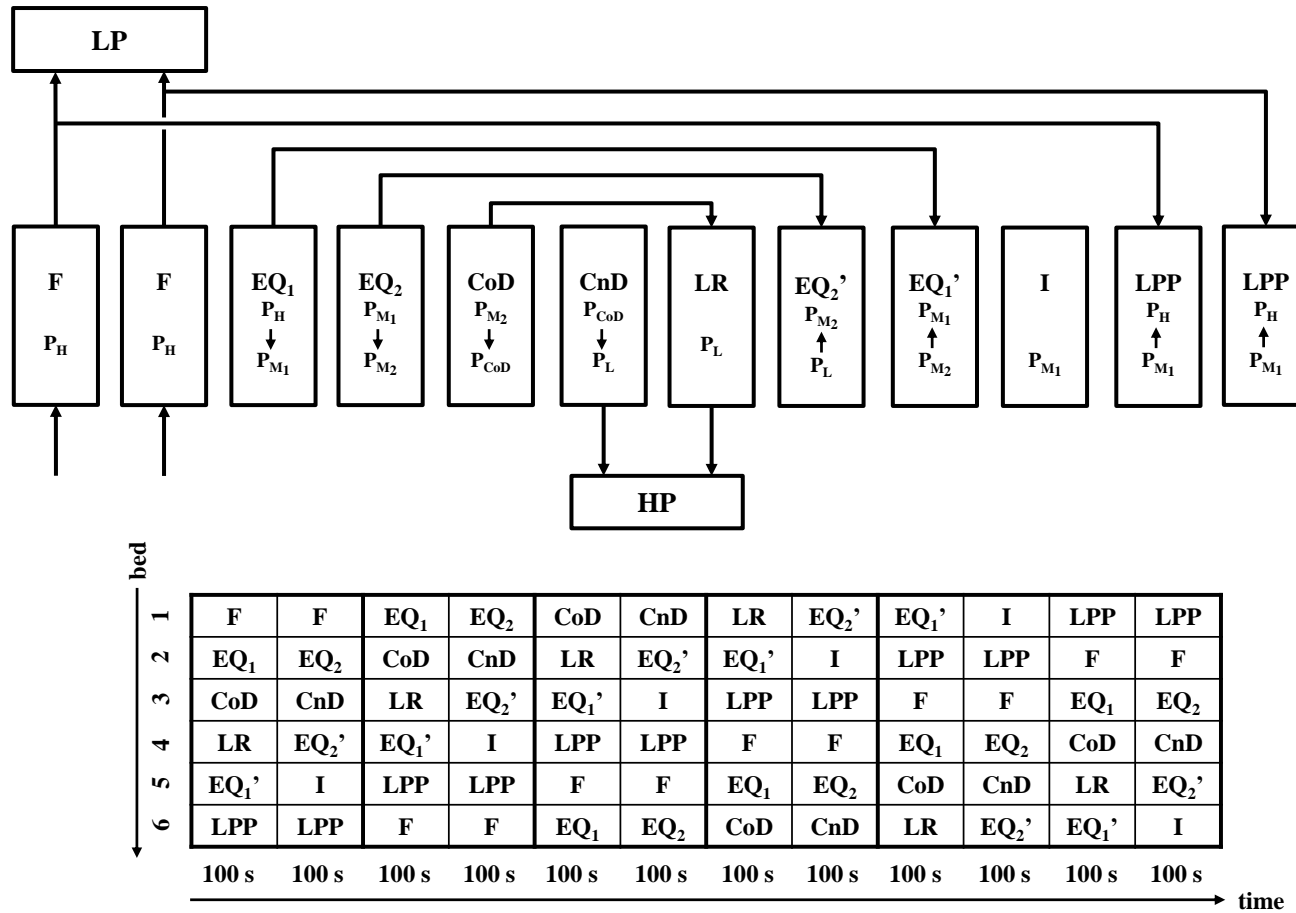 LP
F
P_H
F
P_H
EQ₁
P_H
P_M₁
EQ₂
P_M₁
P_M₂
CoD
P_M₂
P_CoD
CnD
P_CoD
P_L
LR
P_L
EQ₂’
P_M₂
P_L
EQ₁’
P_M₁
P_M₂
I
P_M₁
LPP
P_H
P_M₁
LPP
P_H
P_M₁
HP
bed
1 F F EQ₁ EQ₂ CoD CnD LR EQ₂’ EQ₁’ I LPP LPP
2 EQ₁ EQ₂ CoD CnD LR EQ₂’ EQ₁’ I LPP LPP F F
3 CoD CnD LR EQ₂’ EQ₁’ I LPP LPP F F EQ₁ EQ₂
4 LR EQ₂’ EQ₁’ I LPP LPP F F EQ₁ EQ₂ CoD CnD
5 EQ₁’ I LPP LPP F F EQ₁ EQ₂ CoD CnD LR EQ₂’
6 LPP LPP F F EQ₁ EQ₂ CoD CnD LR EQ₂’ EQ₁’ I
100 s 100 s 100 s 100 s 100 s 100 s 100 s 100 s 100 s 100 s 100 s 100 s
time